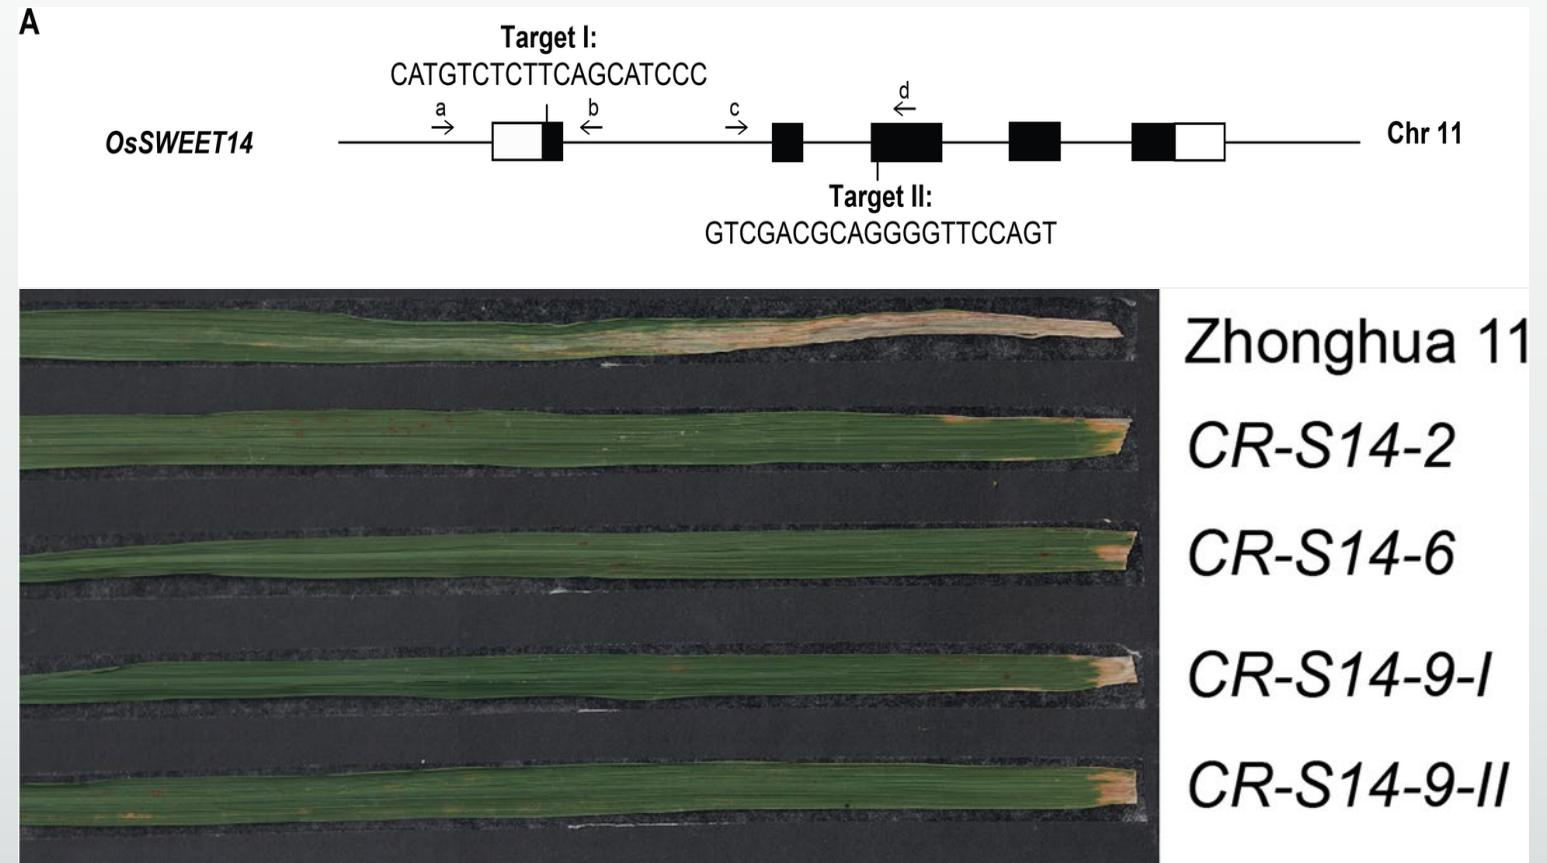 A
Target I:
CATGTCTCTTCAGCATCCC
a
b
c
d
OsSWEET14
Chr 11
Target II:
GTCGACGCAGGGGTTCCAGT
Zhonghua 11
CR-S14-2
CR-S14-6
CR-S14-9-I
CR-S14-9-II